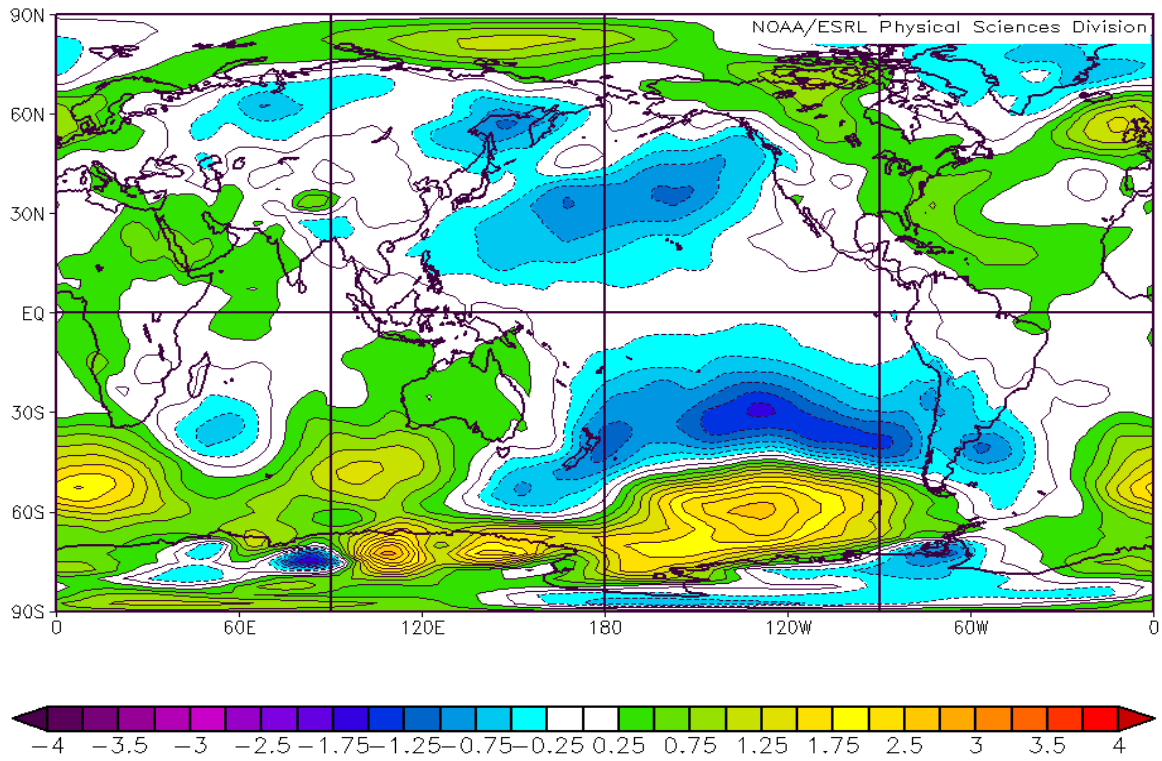 90N
NOAA/ESRL Physical Sciences Division
60N
30N
EQ
30S
60S
90S
0 60E 120E 180 120W 60W 0
−4 −3.5 −3 −2.5 −1.75 −1.25 −0.75 −0.25 0.25 0.75 1.25 1.75 2.5 3 3.5 4